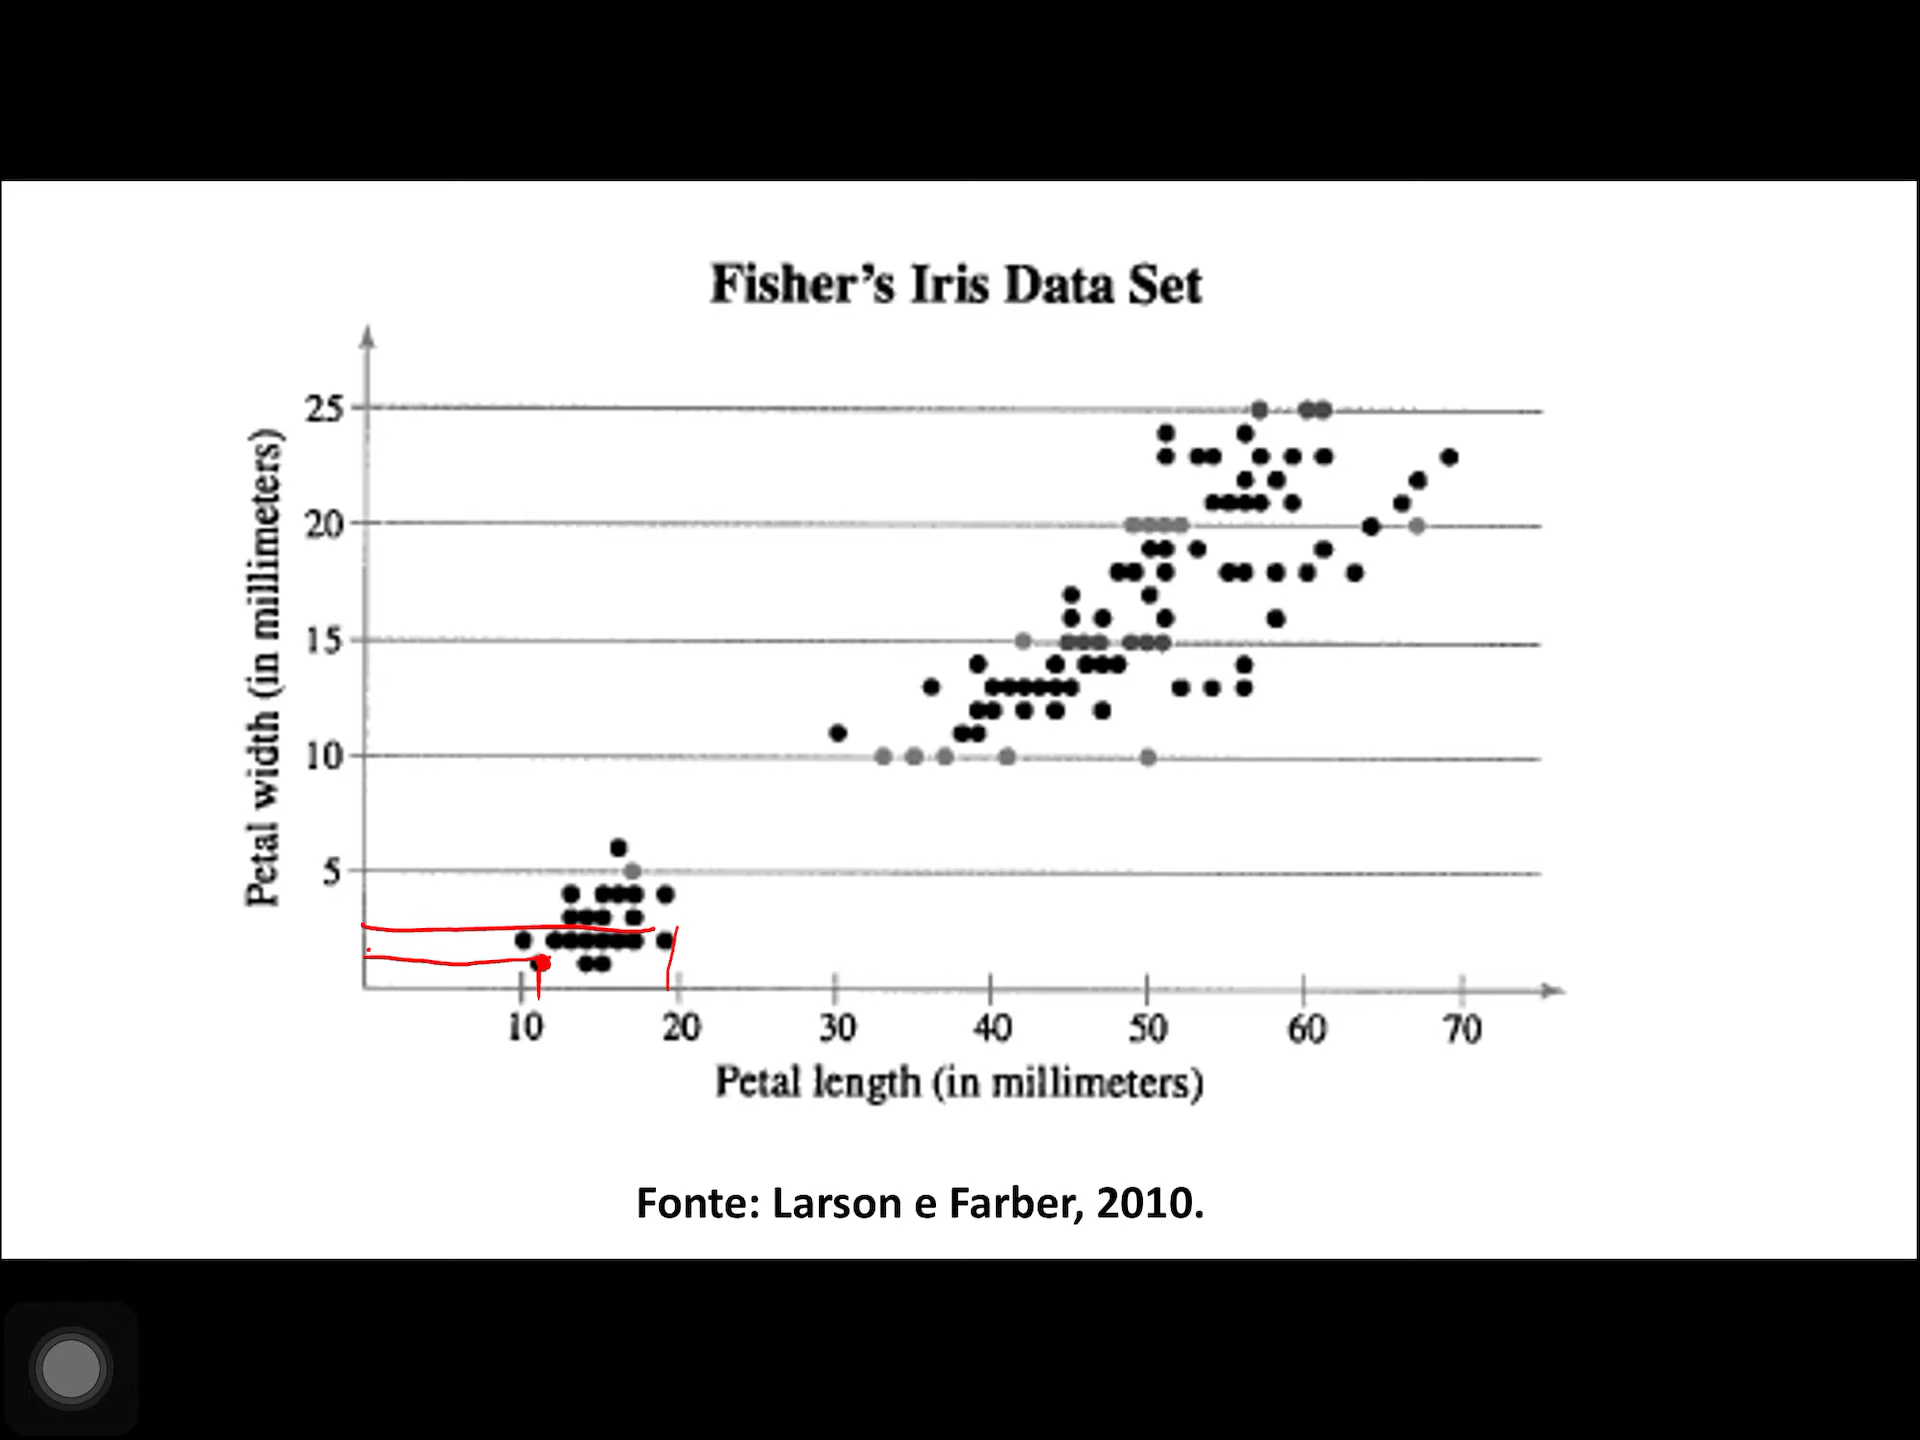 Fisher's Iris Data Set
Petal width (in millimeters)
25
20
15
10
5
10 20 30 40 50 60 70
Petal length (in millimeters)
Fonte: Larson e Farber, 2010.